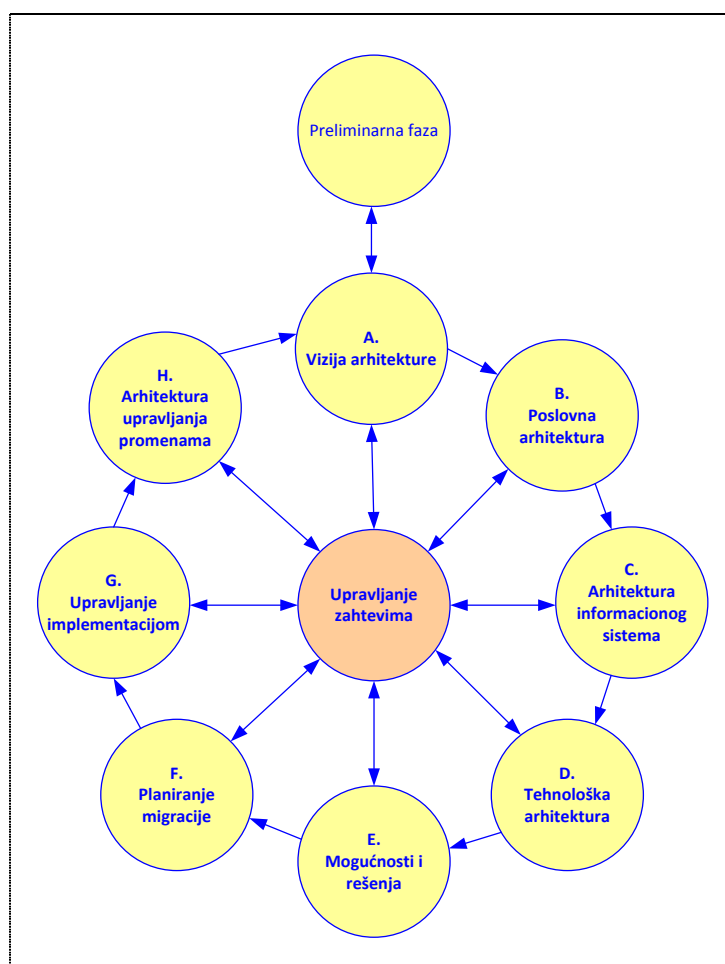 Preliminarna faza
A.
Vizija arhitekture
B.
Poslovna
arhitektura
C.
Arhitektura
informacionog
sistema
D.
Tehnološka
arhitektura
E.
Mogućnosti i
rešenja
F.
Planiranje
migracije
G.
Upravljanje
implementacijom
H.
Arhitektura
upravljanja
promenama
Upravljanje
zahtevima